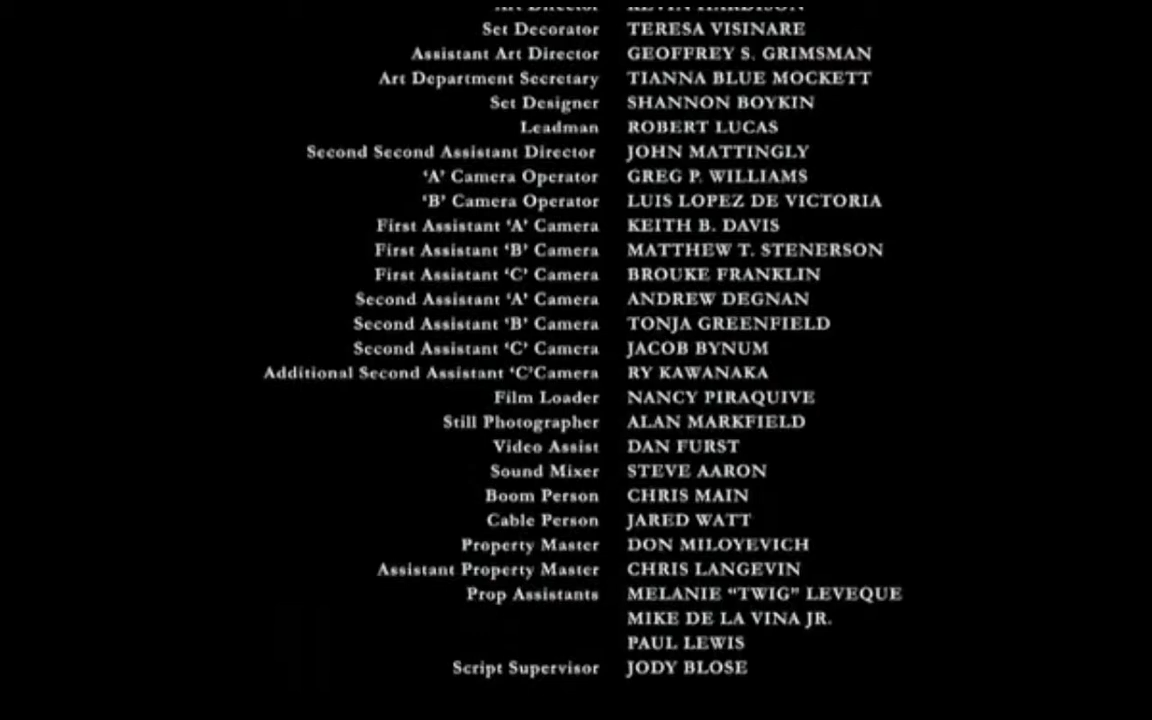 Art Director KEVIN HARDISON
Set Decorator TERESA VISINARE
Assistant Art Director GEOFFREY S. GRIMSMAN
Art Department Secretary TIANNA BLUE MOCKETT
Set Designer SHANNON BOYKIN
Leadman ROBERT LUCAS
Second Second Assistant Director JOHN MATTINGLY
‘A’ Camera Operator GREG P. WILLIAMS
‘B’ Camera Operator LUIS LOPEZ DE VICTORIA
First Assistant ‘A’ Camera KEITH B. DAVIS
First Assistant ‘B’ Camera MATTHEW T. STENERSON
First Assistant ‘C’ Camera BROUKE FRANKLIN
Second Assistant ‘A’ Camera ANDREW DEGNAN
Second Assistant ‘B’ Camera TONJA GREENFIELD
Second Assistant ‘C’ Camera JACOB BYNUM
Additional Second Assistant ‘C’Camera RY KAWANAKA
Film Loader NANCY PIRAQUIVE
Still Photographer ALAN MARKFIELD
Video Assist DAN FURST
Sound Mixer STEVE AARON
Boom Person CHRIS MAIN
Cable Person JARED WATT
Property Master DON MILOYEVICH
Assistant Property Master CHRIS LANGEVIN
Prop Assistants MELANIE “TWIG” LEVEQUE
MIKE DE LA VINA JR.
PAUL LEWIS
Script Supervisor JODY BLOSE